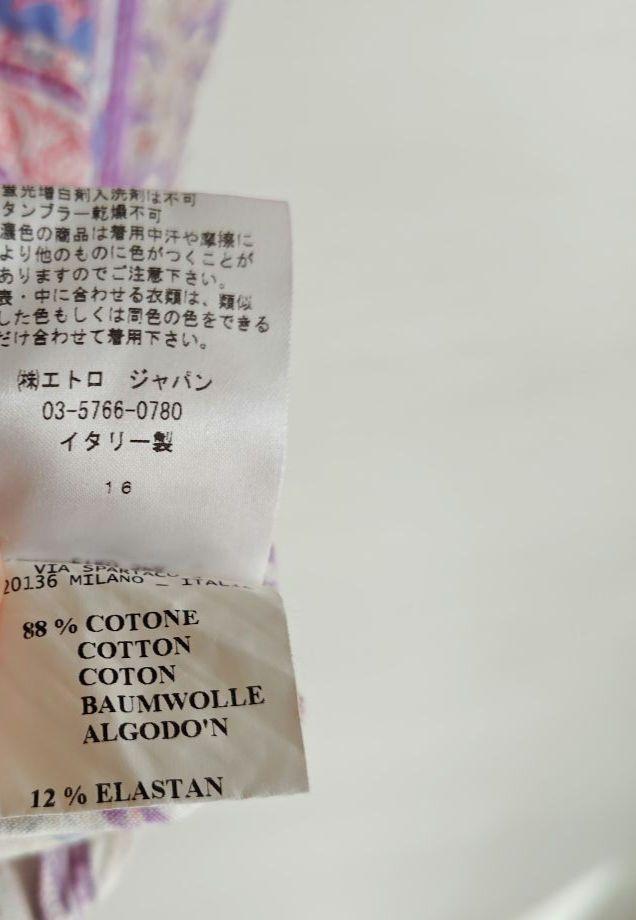 蛍光増白剤入洗剤は不可
タンブラー乾燥不可
濃色の商品は着用中汗や摩擦に
より他のものに色がつくことが
ありますのでご注意下さい。
表・中に合わせる衣類は、類似
した色もしくは同色の色をできる
だけ合わせて着用下さい。
㈱エトロ ジャパン
03-5766-0780
イタリー製
16
VIA SPARTACO
20136 MILANO - ITALIA
88 % COTONE
COTTON
COTON
BAUMWOLLE
ALGODO'N
12 % ELASTAN